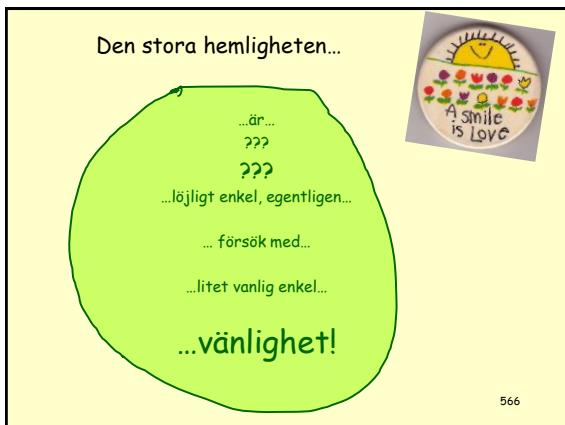 Den stora hemligheten…
A smile
is Love
…är…
???
???
…löjligt enkel, egentligen…
… försök med…
…litet vanlig enkel…
…vänlighet!
566